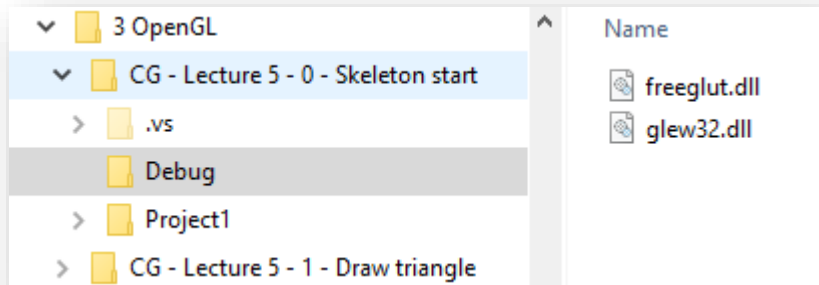 3 OpenGL
CG - Lecture 5 - 0 - Skeleton start
.vs
Debug
Project1
CG - Lecture 5 - 1 - Draw triangle
Name
freeglut.dll
glew32.dll